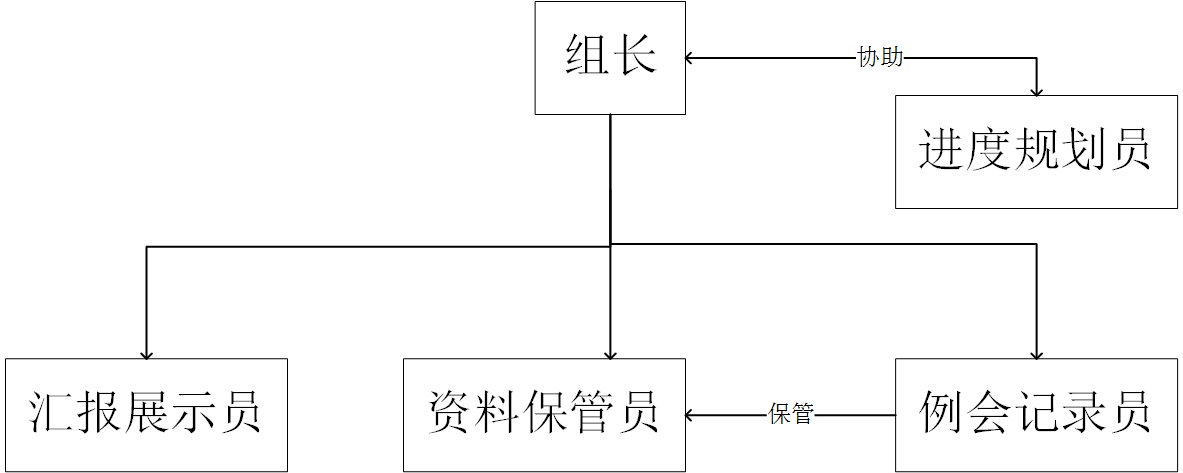 组长
协助
进度规划员
汇报展示员
资料保管员
保管
例会记录员